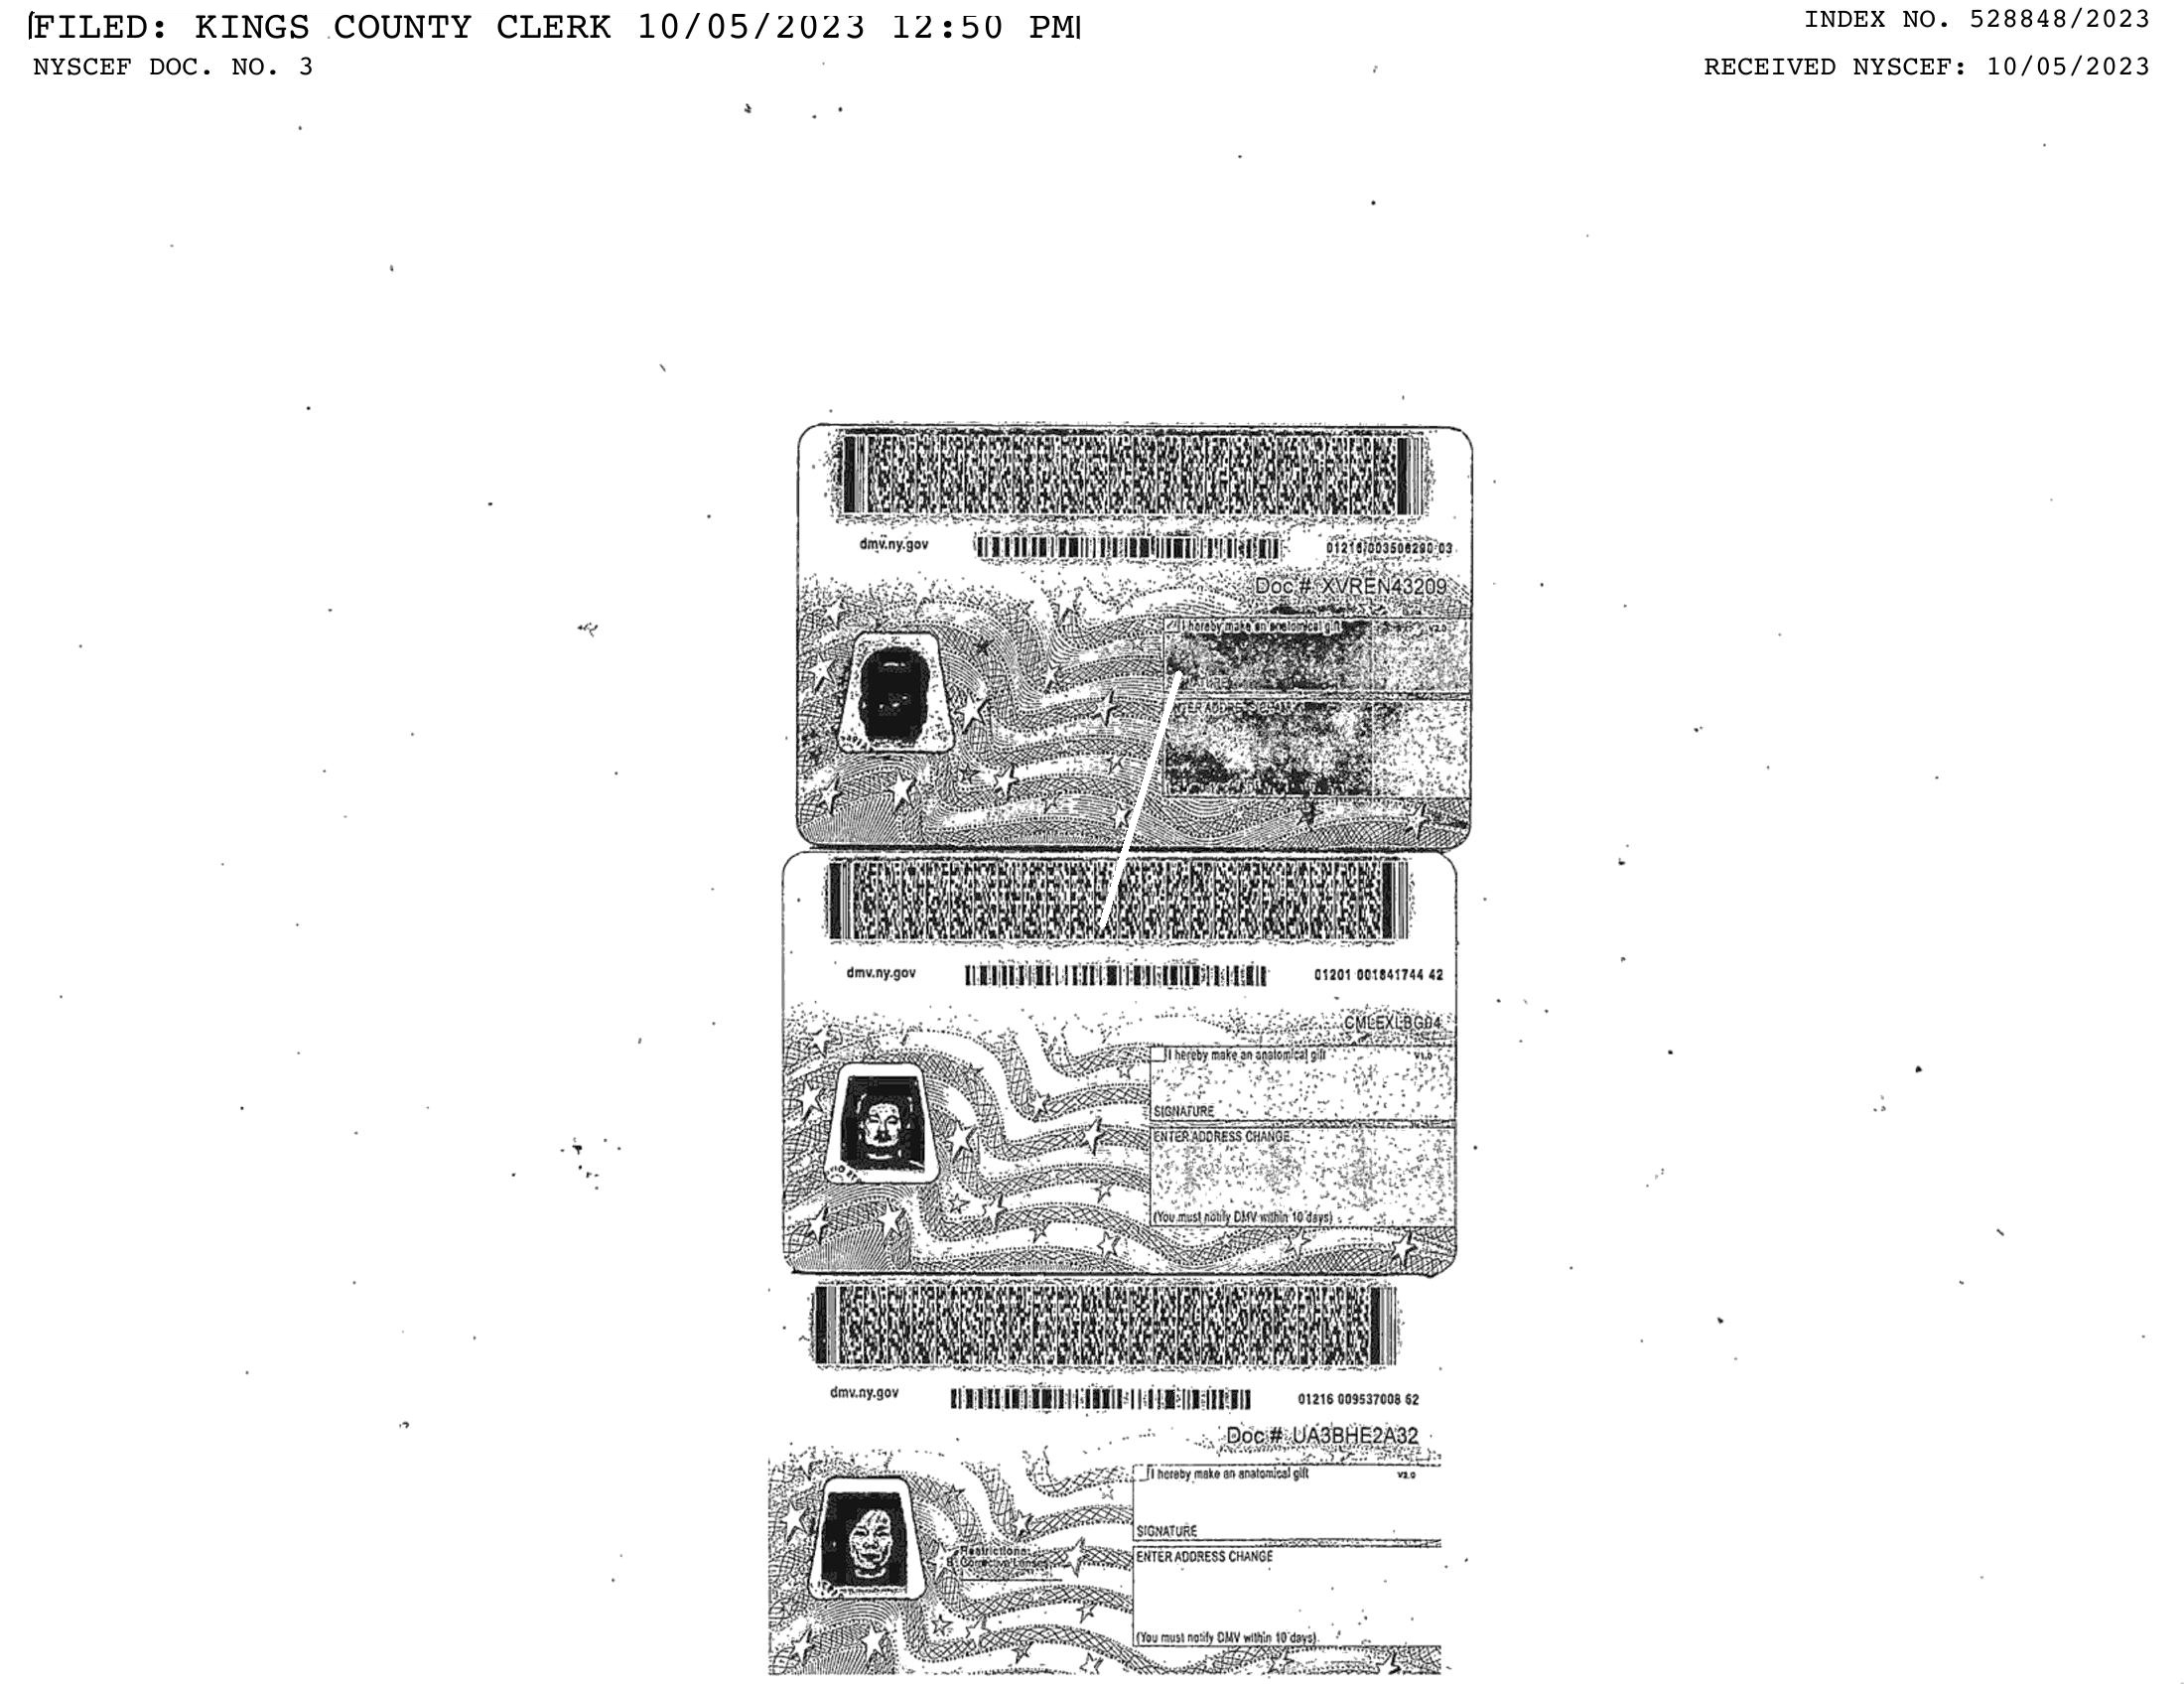 FILED: KINGS COUNTY CLERK 10/05/2023 12:50 PM
INDEX NO. 528848/2023
NYSCEF DOC. NO. 3
RECEIVED NYSCEF: 10/05/2023
dmv.ny.gov
01216 003506290 03
Doc # XVREN43209
I hereby make an anatomical gift
V2.0
dmv.ny.gov
01201 001841744 42
CMLEXLBG04
I hereby make an anatomical gift
V1.0
SIGNATURE
ENTER ADDRESS CHANGE
(You must notify DMV within 10 days)
dmv.ny.gov
01216 009537008 62
Doc # UA3BHE2A32
I hereby make an anatomical gift
V2.0
SIGNATURE
Restrictions:
B: Corrective Lenses
ENTER ADDRESS CHANGE
(You must notify DMV within 10 days)